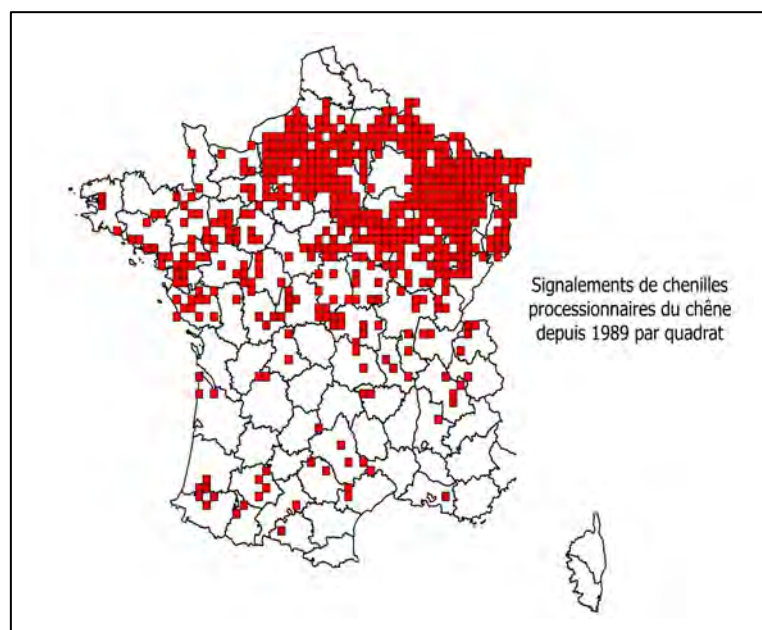 Signalements de chenilles
processionnaires du chêne
depuis 1989 par quadrat